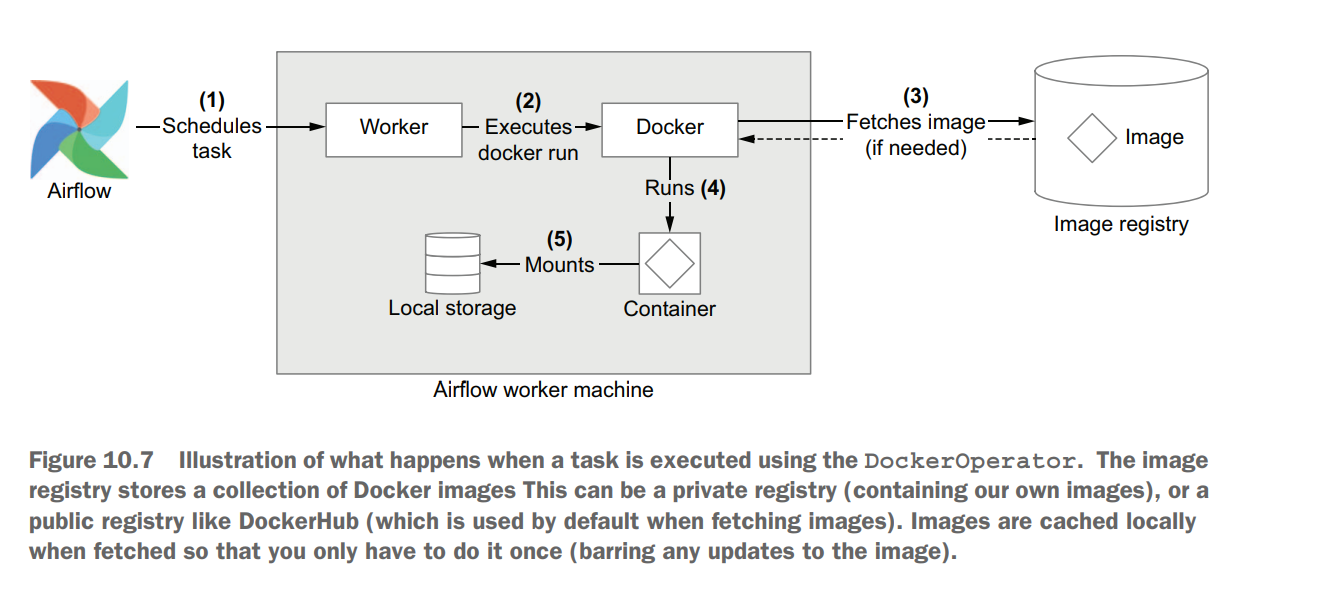 (1)
Schedules
task
Airflow
Worker
(2)
Executes
docker run
Docker
(3)
Fetches image
(if needed)
Image
Image registry
Runs (4)
(5)
Mounts
Local storage
Container
Airflow worker machine
Figure 10.7 Illustration of what happens when a task is executed using the DockerOperator. The image
registry stores a collection of Docker images This can be a private registry (containing our own images), or a
public registry like DockerHub (which is used by default when fetching images). Images are cached locally
when fetched so that you only have to do it once (barring any updates to the image).